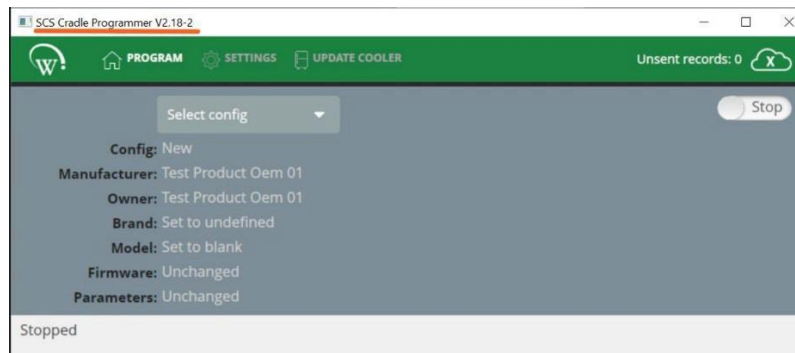 SCS Cradle Programmer V2.18-2
W! PROGRAM SETTINGS UPDATE COOLER Unsent records: 0 X
Select config Stop
Config: New
Manufacturer: Test Product Oem 01
Owner: Test Product Oem 01
Brand: Set to undefined
Model: Set to blank
Firmware: Unchanged
Parameters: Unchanged
Stopped